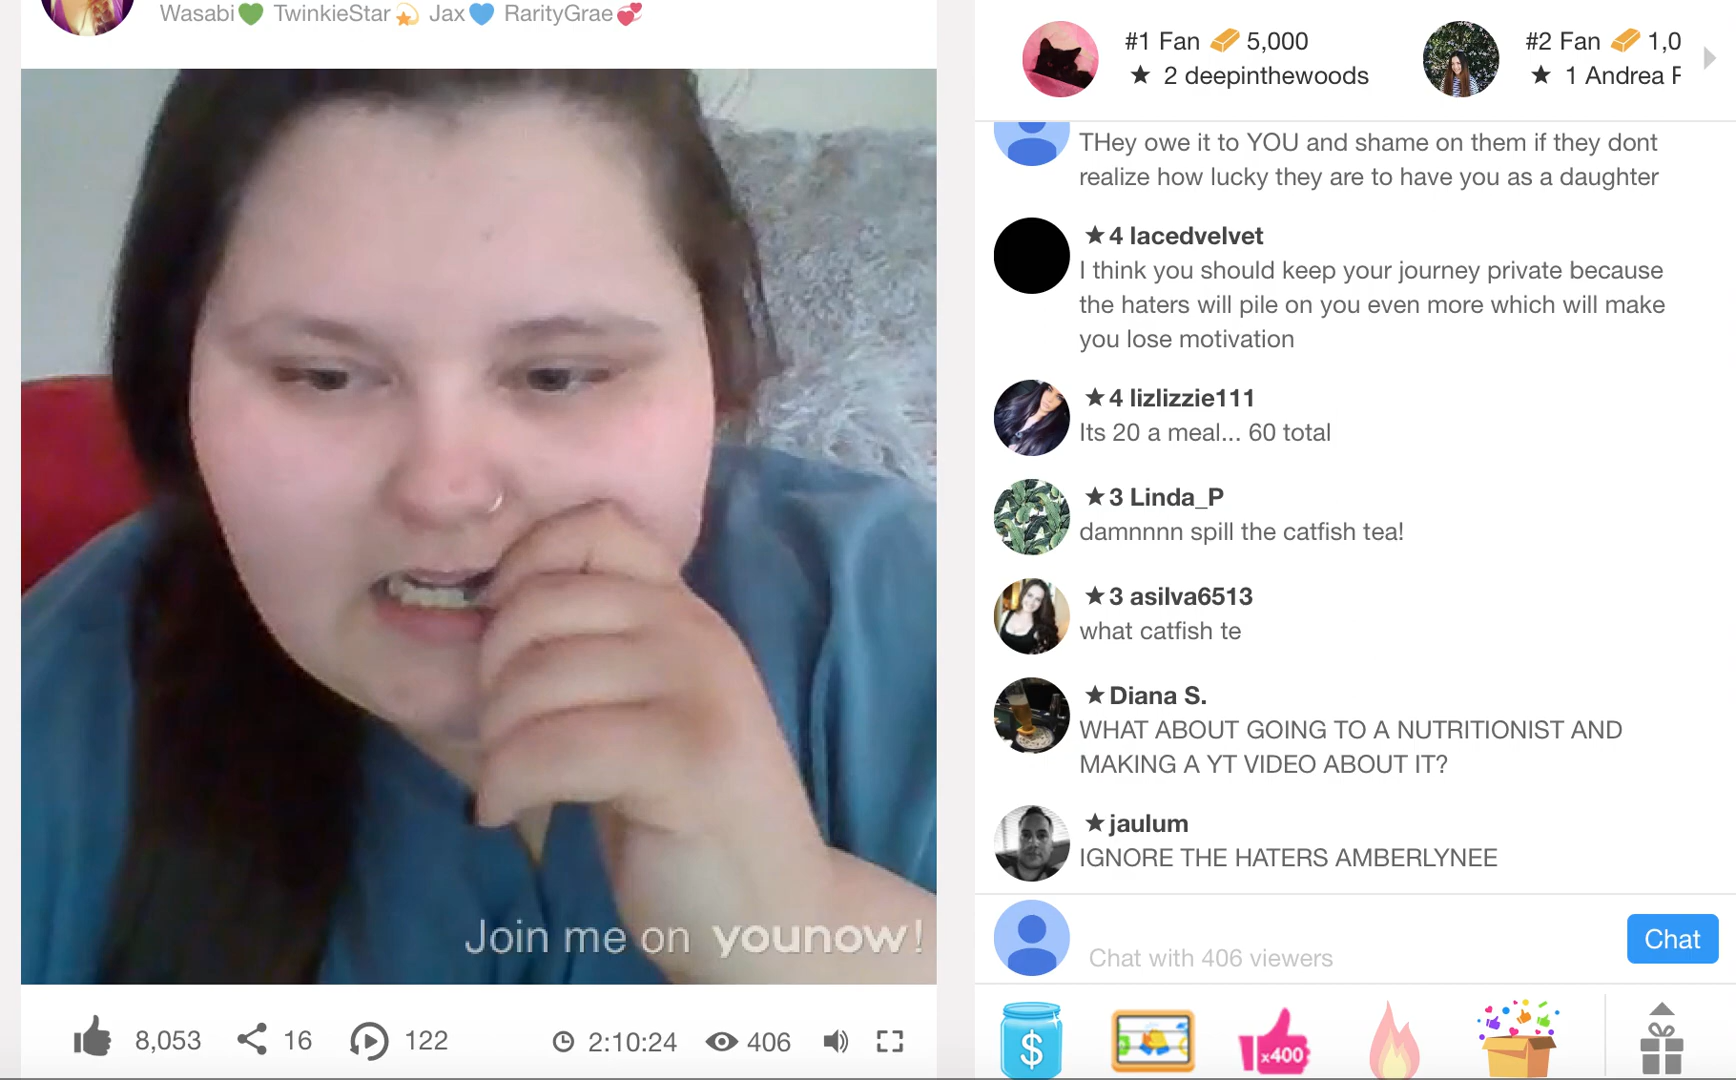 Wasabi💚 TwinkieStar💫 Jax💙 RarityGrae💞
Join me on younow!
8,053
16
122
2:10:24
406
#1 Fan 5,000
★ 2 deepinthewoods
#2 Fan 1,0
★ 1 Andrea F
THey owe it to YOU and shame on them if they dont
realize how lucky they are to have you as a daughter
★4 lacedvelvet
I think you should keep your journey private because
the haters will pile on you even more which will make
you lose motivation
★4 lizlizzie111
Its 20 a meal... 60 total
★3 Linda_P
damnnnn spill the catfish tea!
★3 asilva6513
what catfish te
★Diana S.
WHAT ABOUT GOING TO A NUTRITIONIST AND
MAKING A YT VIDEO ABOUT IT?
★jaulum
IGNORE THE HATERS AMBERLYNEE
Chat with 406 viewers
Chat
$
x400